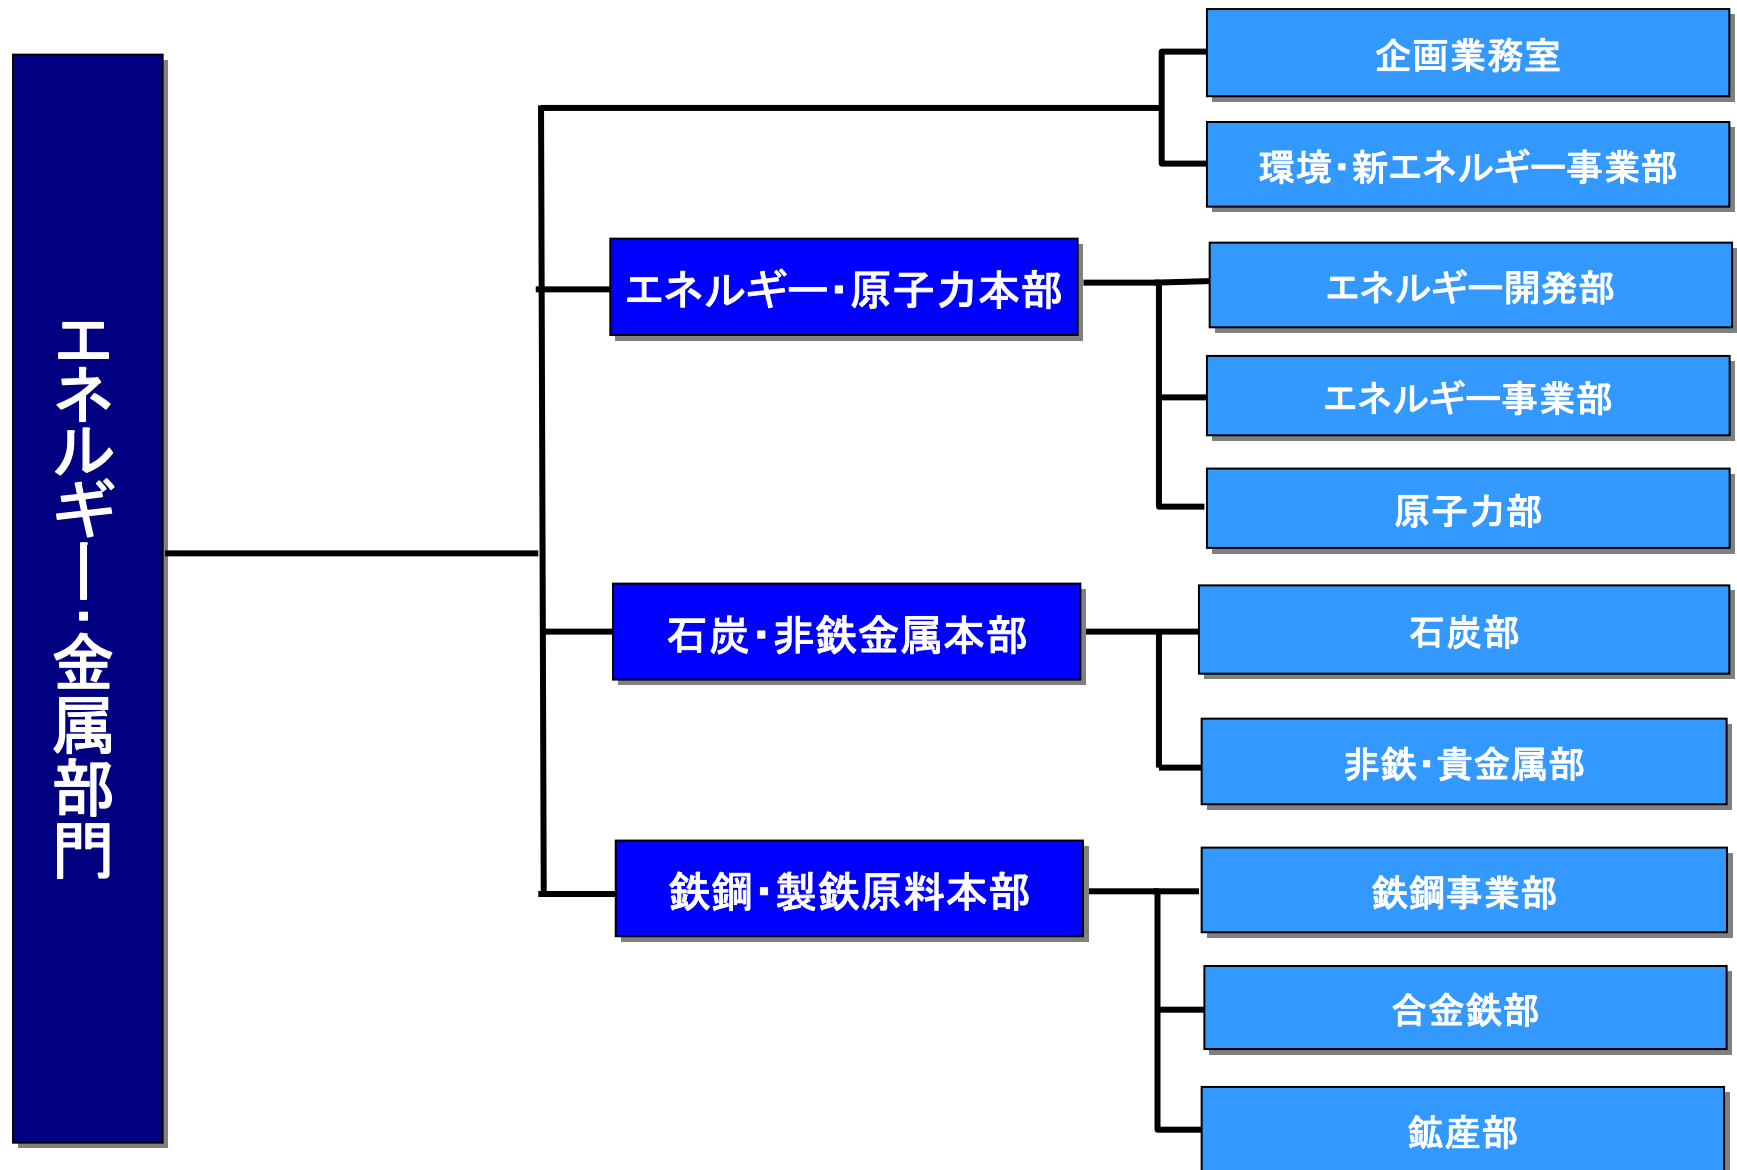 エネルギー・金属部門
企画業務室
環境・新エネルギー事業部
エネルギー・原子力本部
エネルギー開発部
エネルギー事業部
原子力部
石炭・非鉄金属本部
石炭部
非鉄・貴金属部
鉄鋼・製鉄原料本部
鉄鋼事業部
合金鉄部
鉱産部